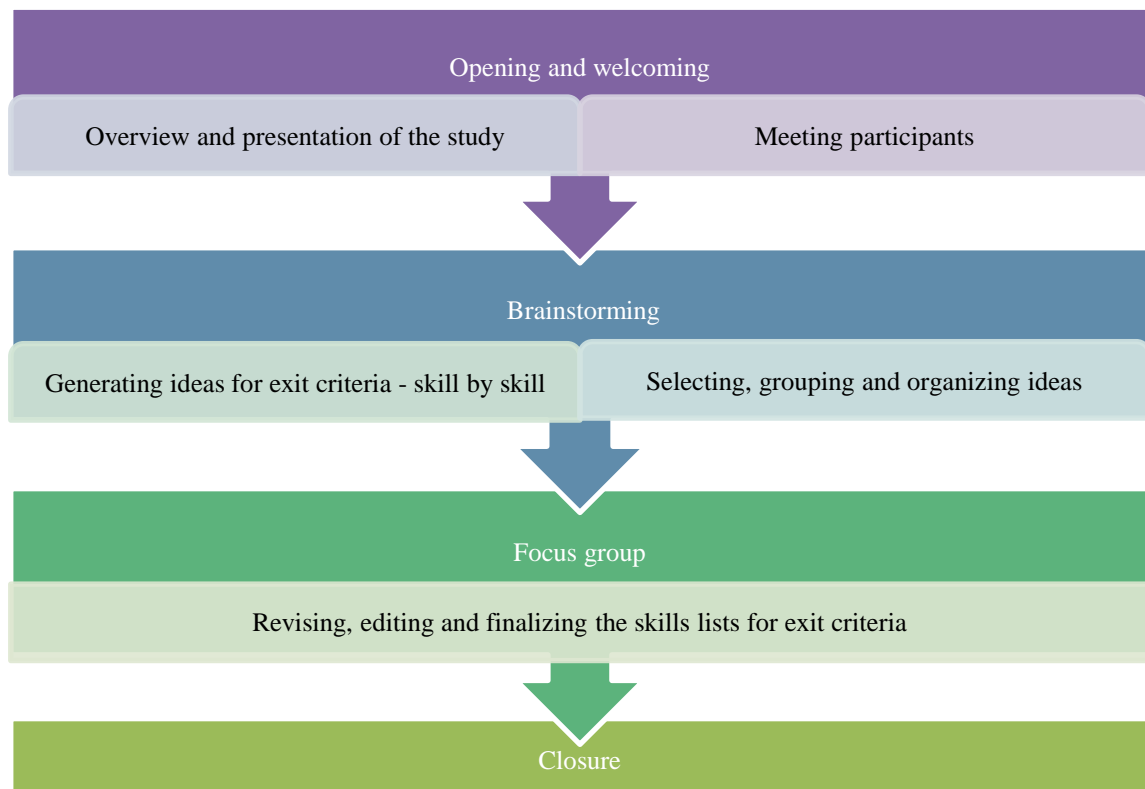 Opening and welcoming
Overview and presentation of the study
Meeting participants
Brainstorming
Generating ideas for exit criteria - skill by skill
Selecting, grouping and organizing ideas
Focus group
Revising, editing and finalizing the skills lists for exit criteria
Closure